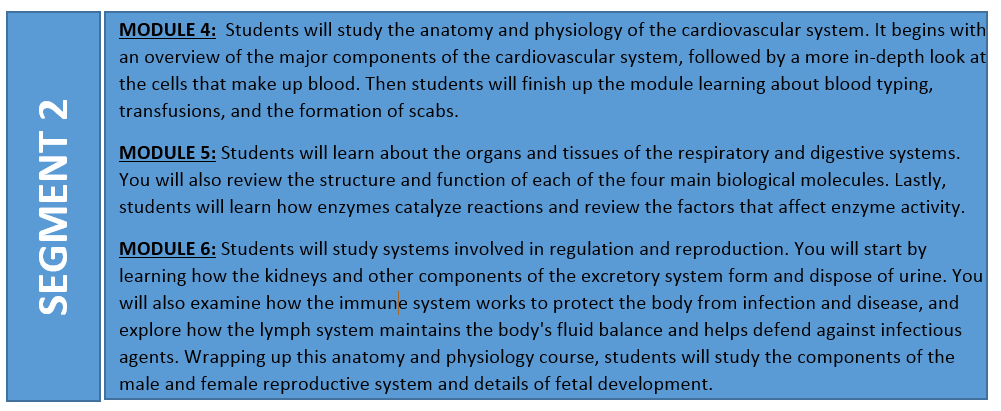 SEGMENT 2
MODULE 4: Students will study the anatomy and physiology of the cardiovascular system. It begins with
an overview of the major components of the cardiovascular system, followed by a more in-depth look at
the cells that make up blood. Then students will finish up the module learning about blood typing,
transfusions, and the formation of scabs.
MODULE 5: Students will learn about the organs and tissues of the respiratory and digestive systems.
You will also review the structure and function of each of the four main biological molecules. Lastly,
students will learn how enzymes catalyze reactions and review the factors that affect enzyme activity.
MODULE 6: Students will study systems involved in regulation and reproduction. You will start by
learning how the kidneys and other components of the excretory system form and dispose of urine. You
will also examine how the immune system works to protect the body from infection and disease, and
explore how the lymph system maintains the body's fluid balance and helps defend against infectious
agents. Wrapping up this anatomy and physiology course, students will study the components of the
male and female reproductive system and details of fetal development.